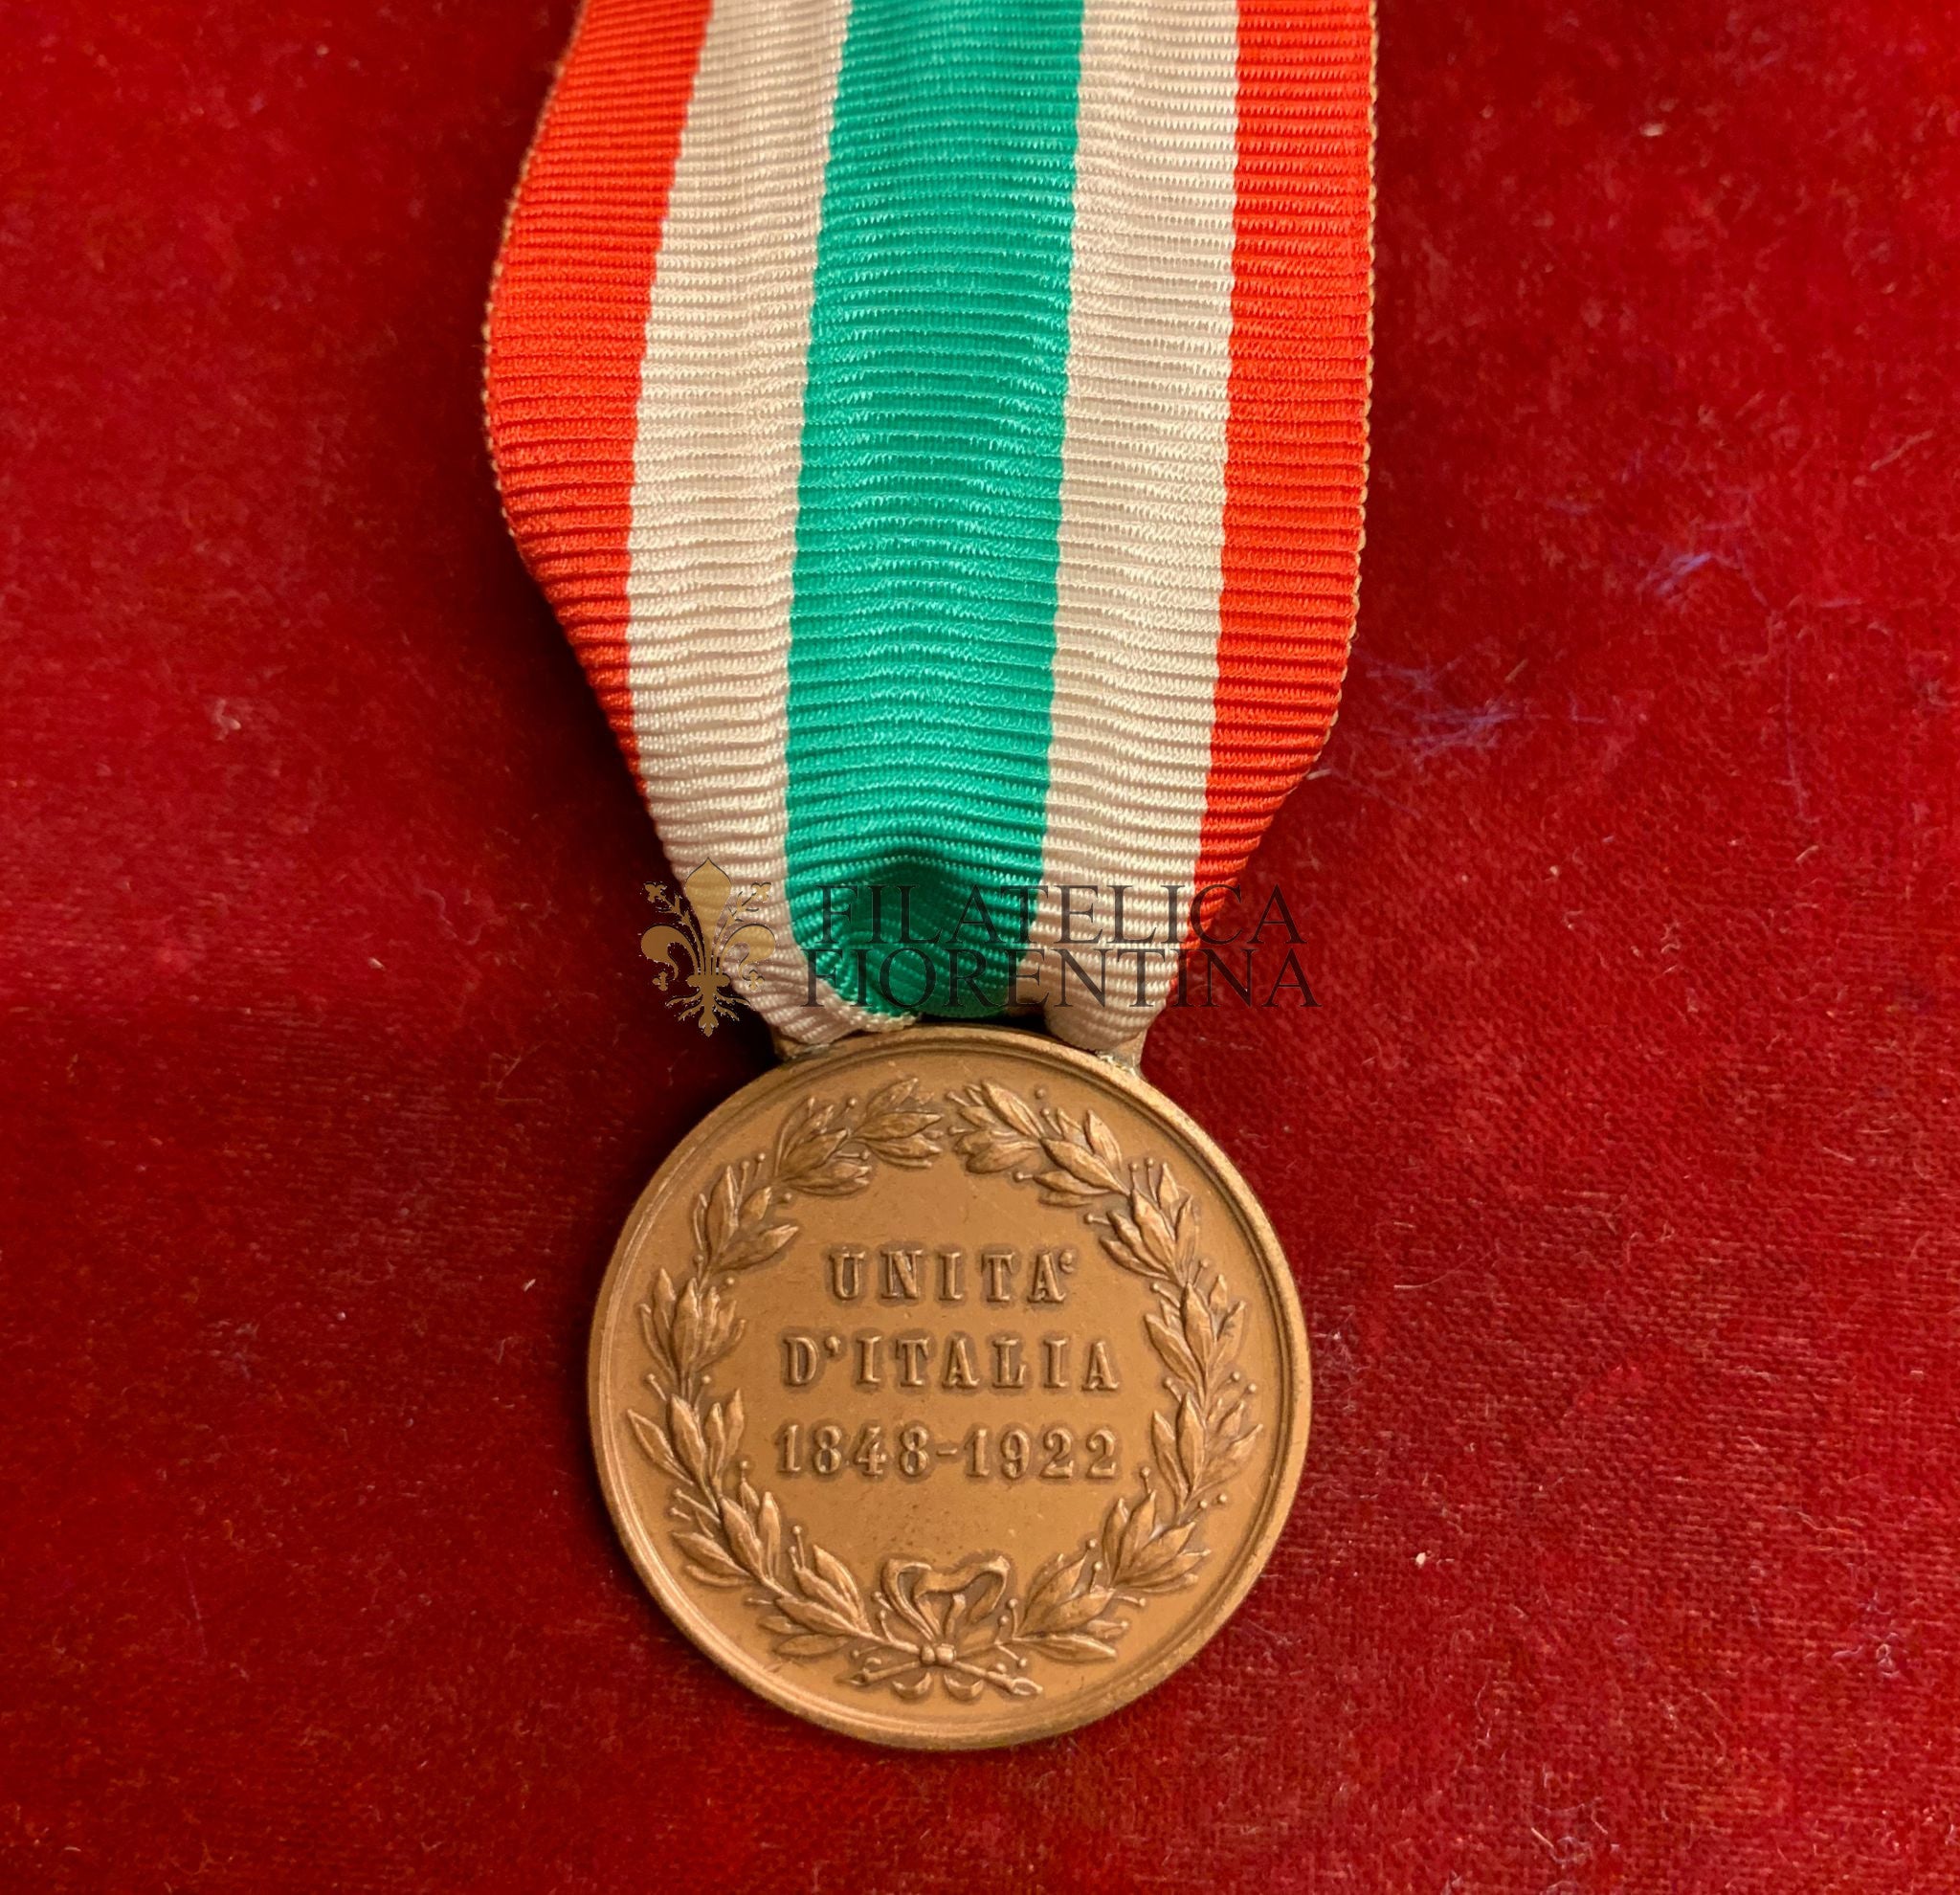 FILATELICA
FIORENTINA
UNITA'
D'ITALIA
1848-1922